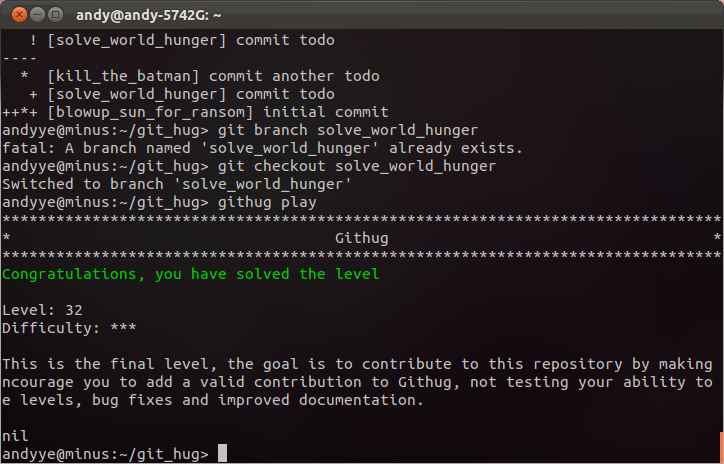 andy@andy-5742G: ~
   ! [solve_world_hunger] commit todo
----
  *  [kill_the_batman] commit another todo
   + [solve_world_hunger] commit todo
++*+ [blowup_sun_for_ransom] initial commit
andyye@minus:~/git_hug> git branch solve_world_hunger
fatal: A branch named 'solve_world_hunger' already exists.
andyye@minus:~/git_hug> git checkout solve_world_hunger
Switched to branch 'solve_world_hunger'
andyye@minus:~/git_hug> githug play
********************************************************************************
*                                    Githug                                    *
********************************************************************************
Congratulations, you have solved the level

Level: 32
Difficulty: ***

This is the final level, the goal is to contribute to this repository by making
ncourage you to add a valid contribution to Githug, not testing your ability to
e levels, bug fixes and improved documentation.

nil
andyye@minus:~/git_hug>